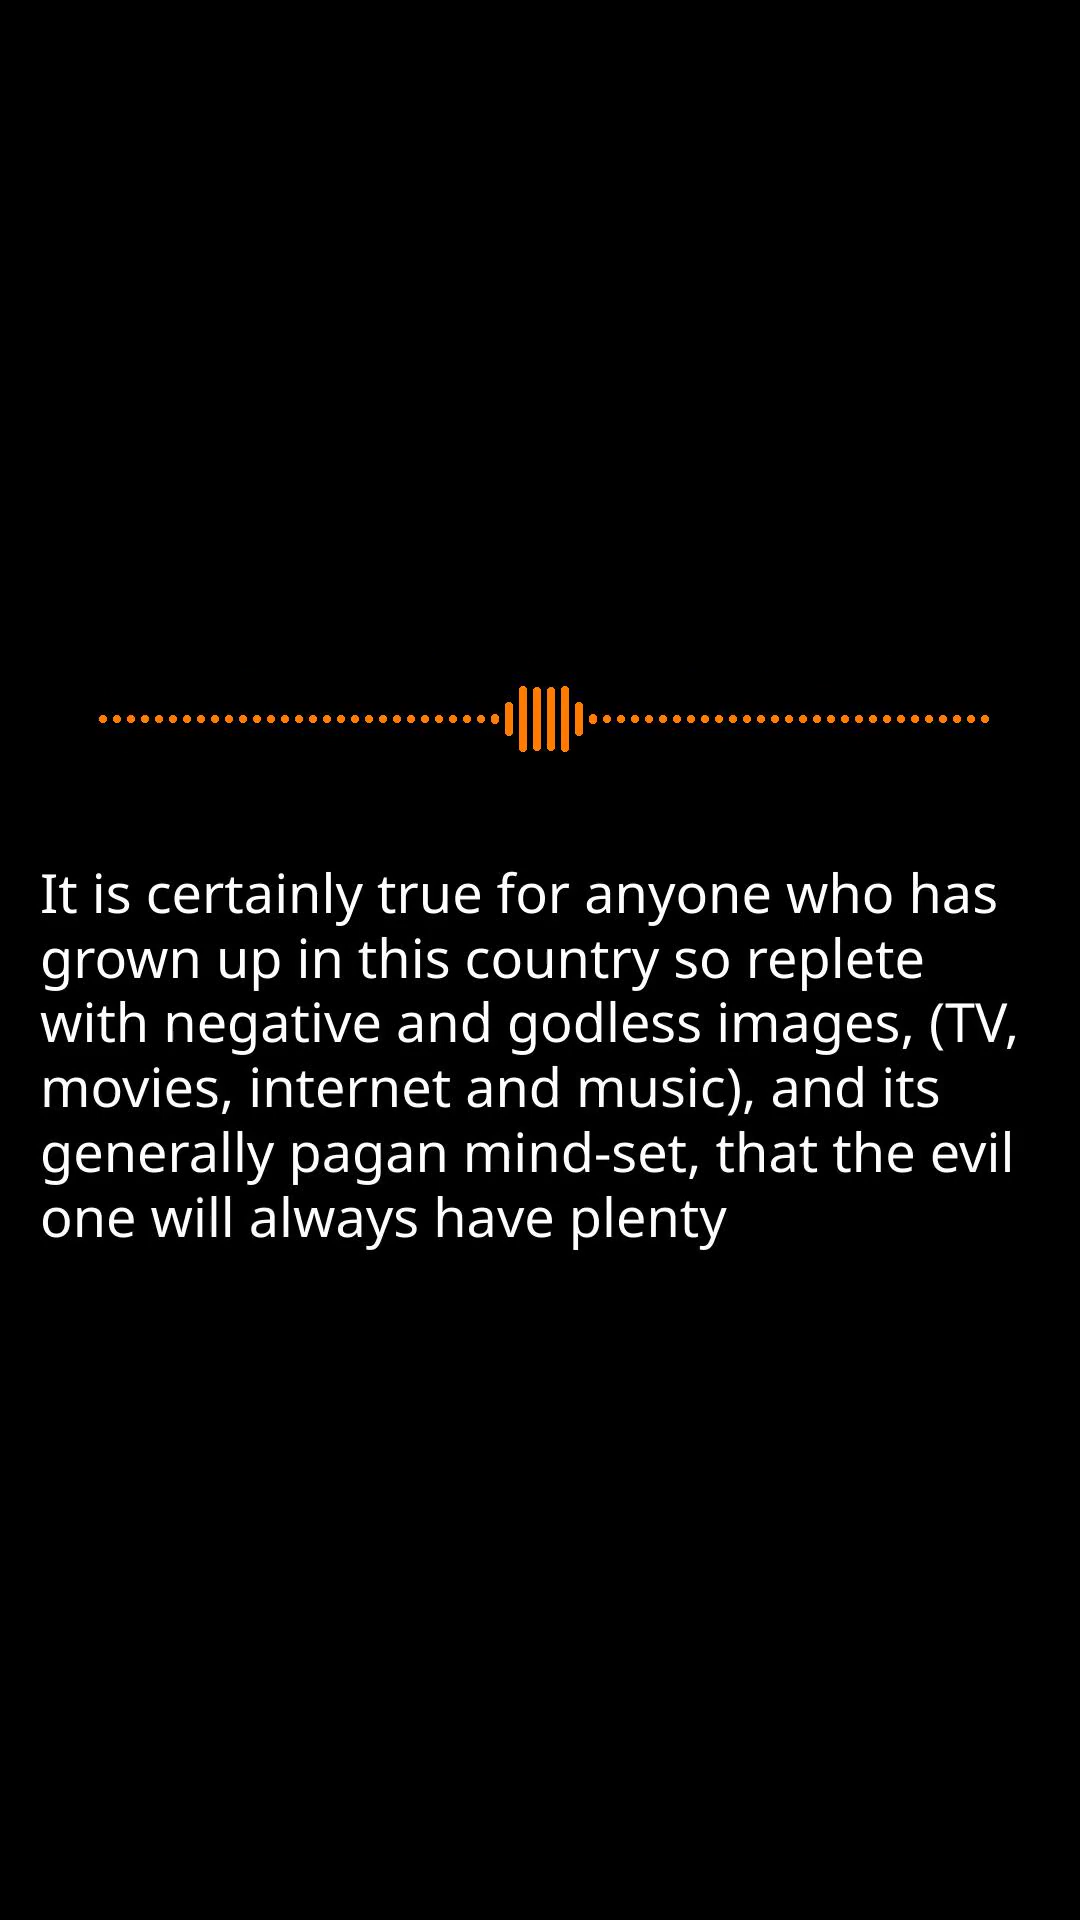 It is certainly true for anyone who has
grown up in this country so replete
with negative and godless images, (TV,
movies, internet and music), and its
generally pagan mind-set, that the evil
one will always have plenty